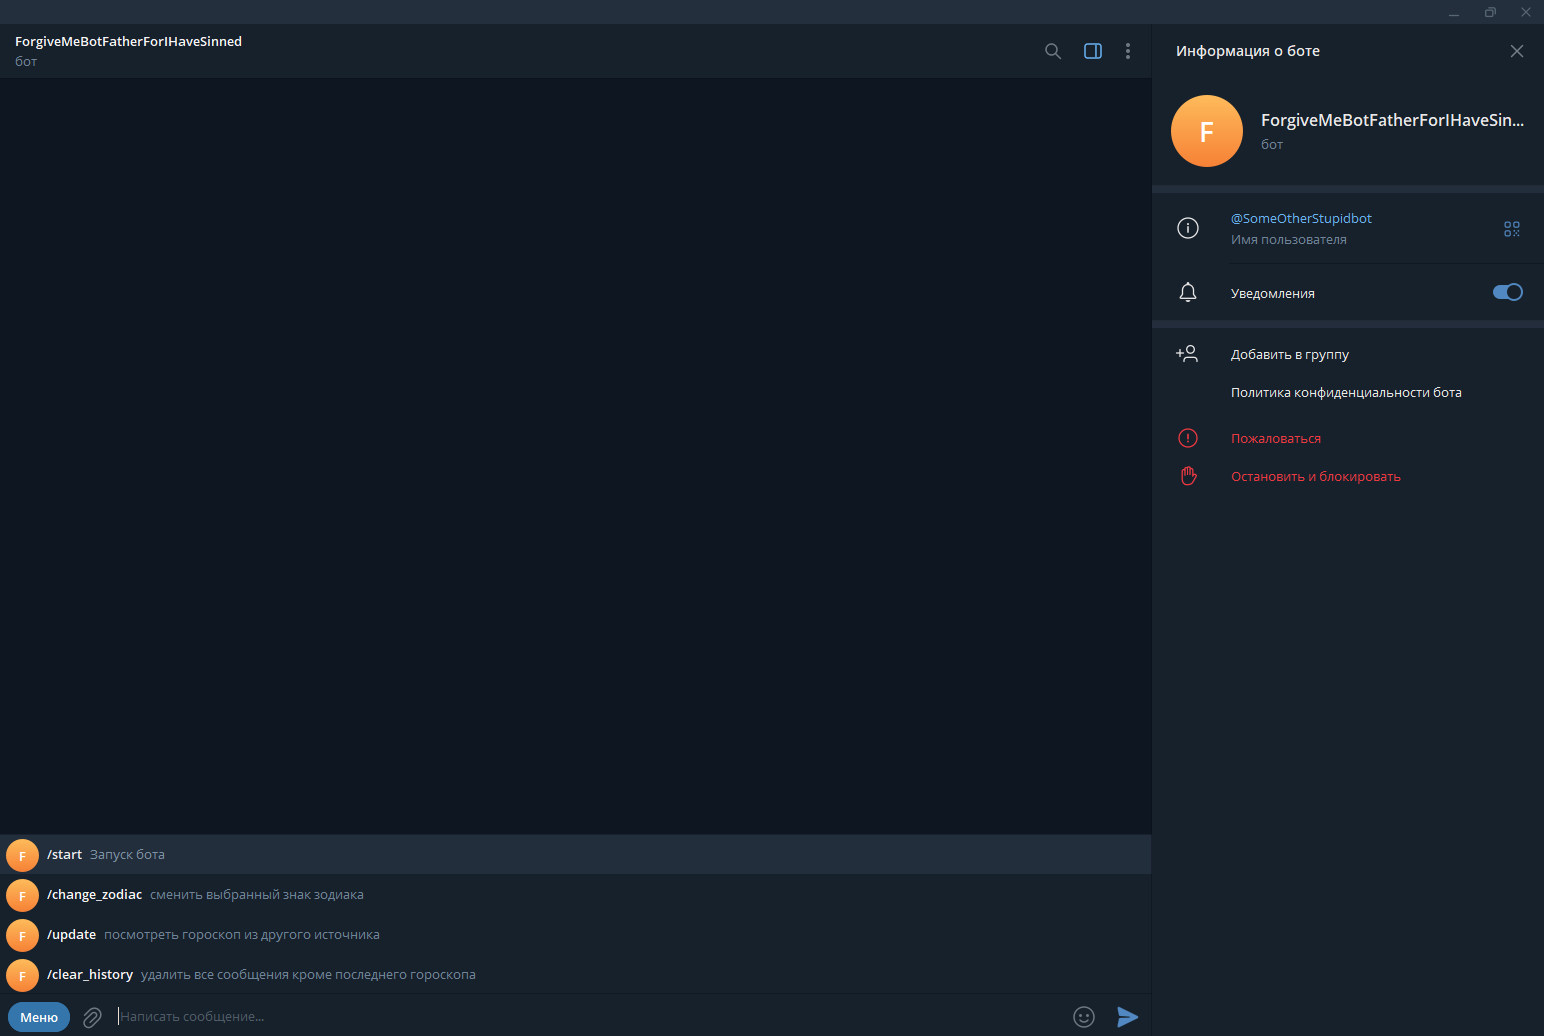 ForgiveMeBotFatherForIHaveSinned
бот
Информация о боте
F
ForgiveMeBotFatherForIHaveSin...
бот
@SomeOtherStupidbot
Имя пользователя
Уведомления
Добавить в группу
Политика конфиденциальности бота
Пожаловаться
Остановить и блокировать
F /start Запуск бота
F /change_zodiac сменить выбранный знак зодиака
F /update посмотреть гороскоп из другого источника
F /clear_history удалить все сообщения кроме последнего гороскопа
Меню Написать сообщение...